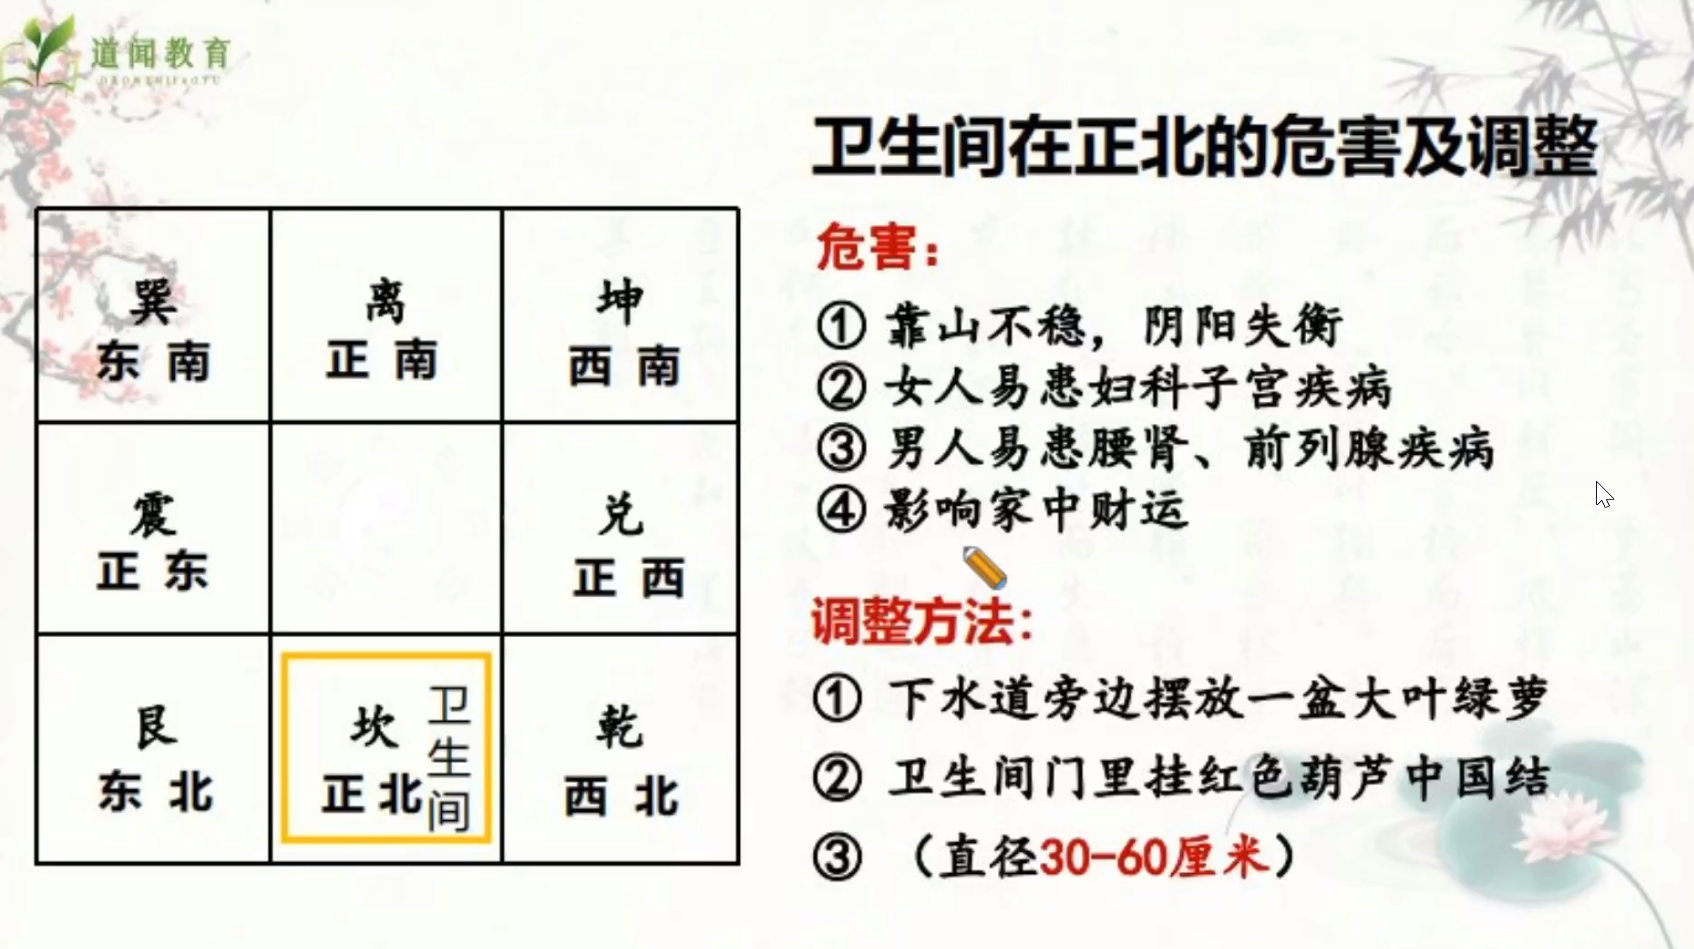 道闻教育
卫生间在正北的危害及调整
巽
东南
离
正南
坤
西南
震
正东
兑
正西
艮
东北
坎
正北
卫生间
乾
西北
危害：
① 靠山不稳，阴阳失衡
② 女人易患妇科子宫疾病
③ 男人易患腰肾、前列腺疾病
④ 影响家中财运
调整方法：
① 下水道旁边摆放一盆大叶绿萝
② 卫生间门里挂红色葫芦中国结
③ （直径30-60厘米）